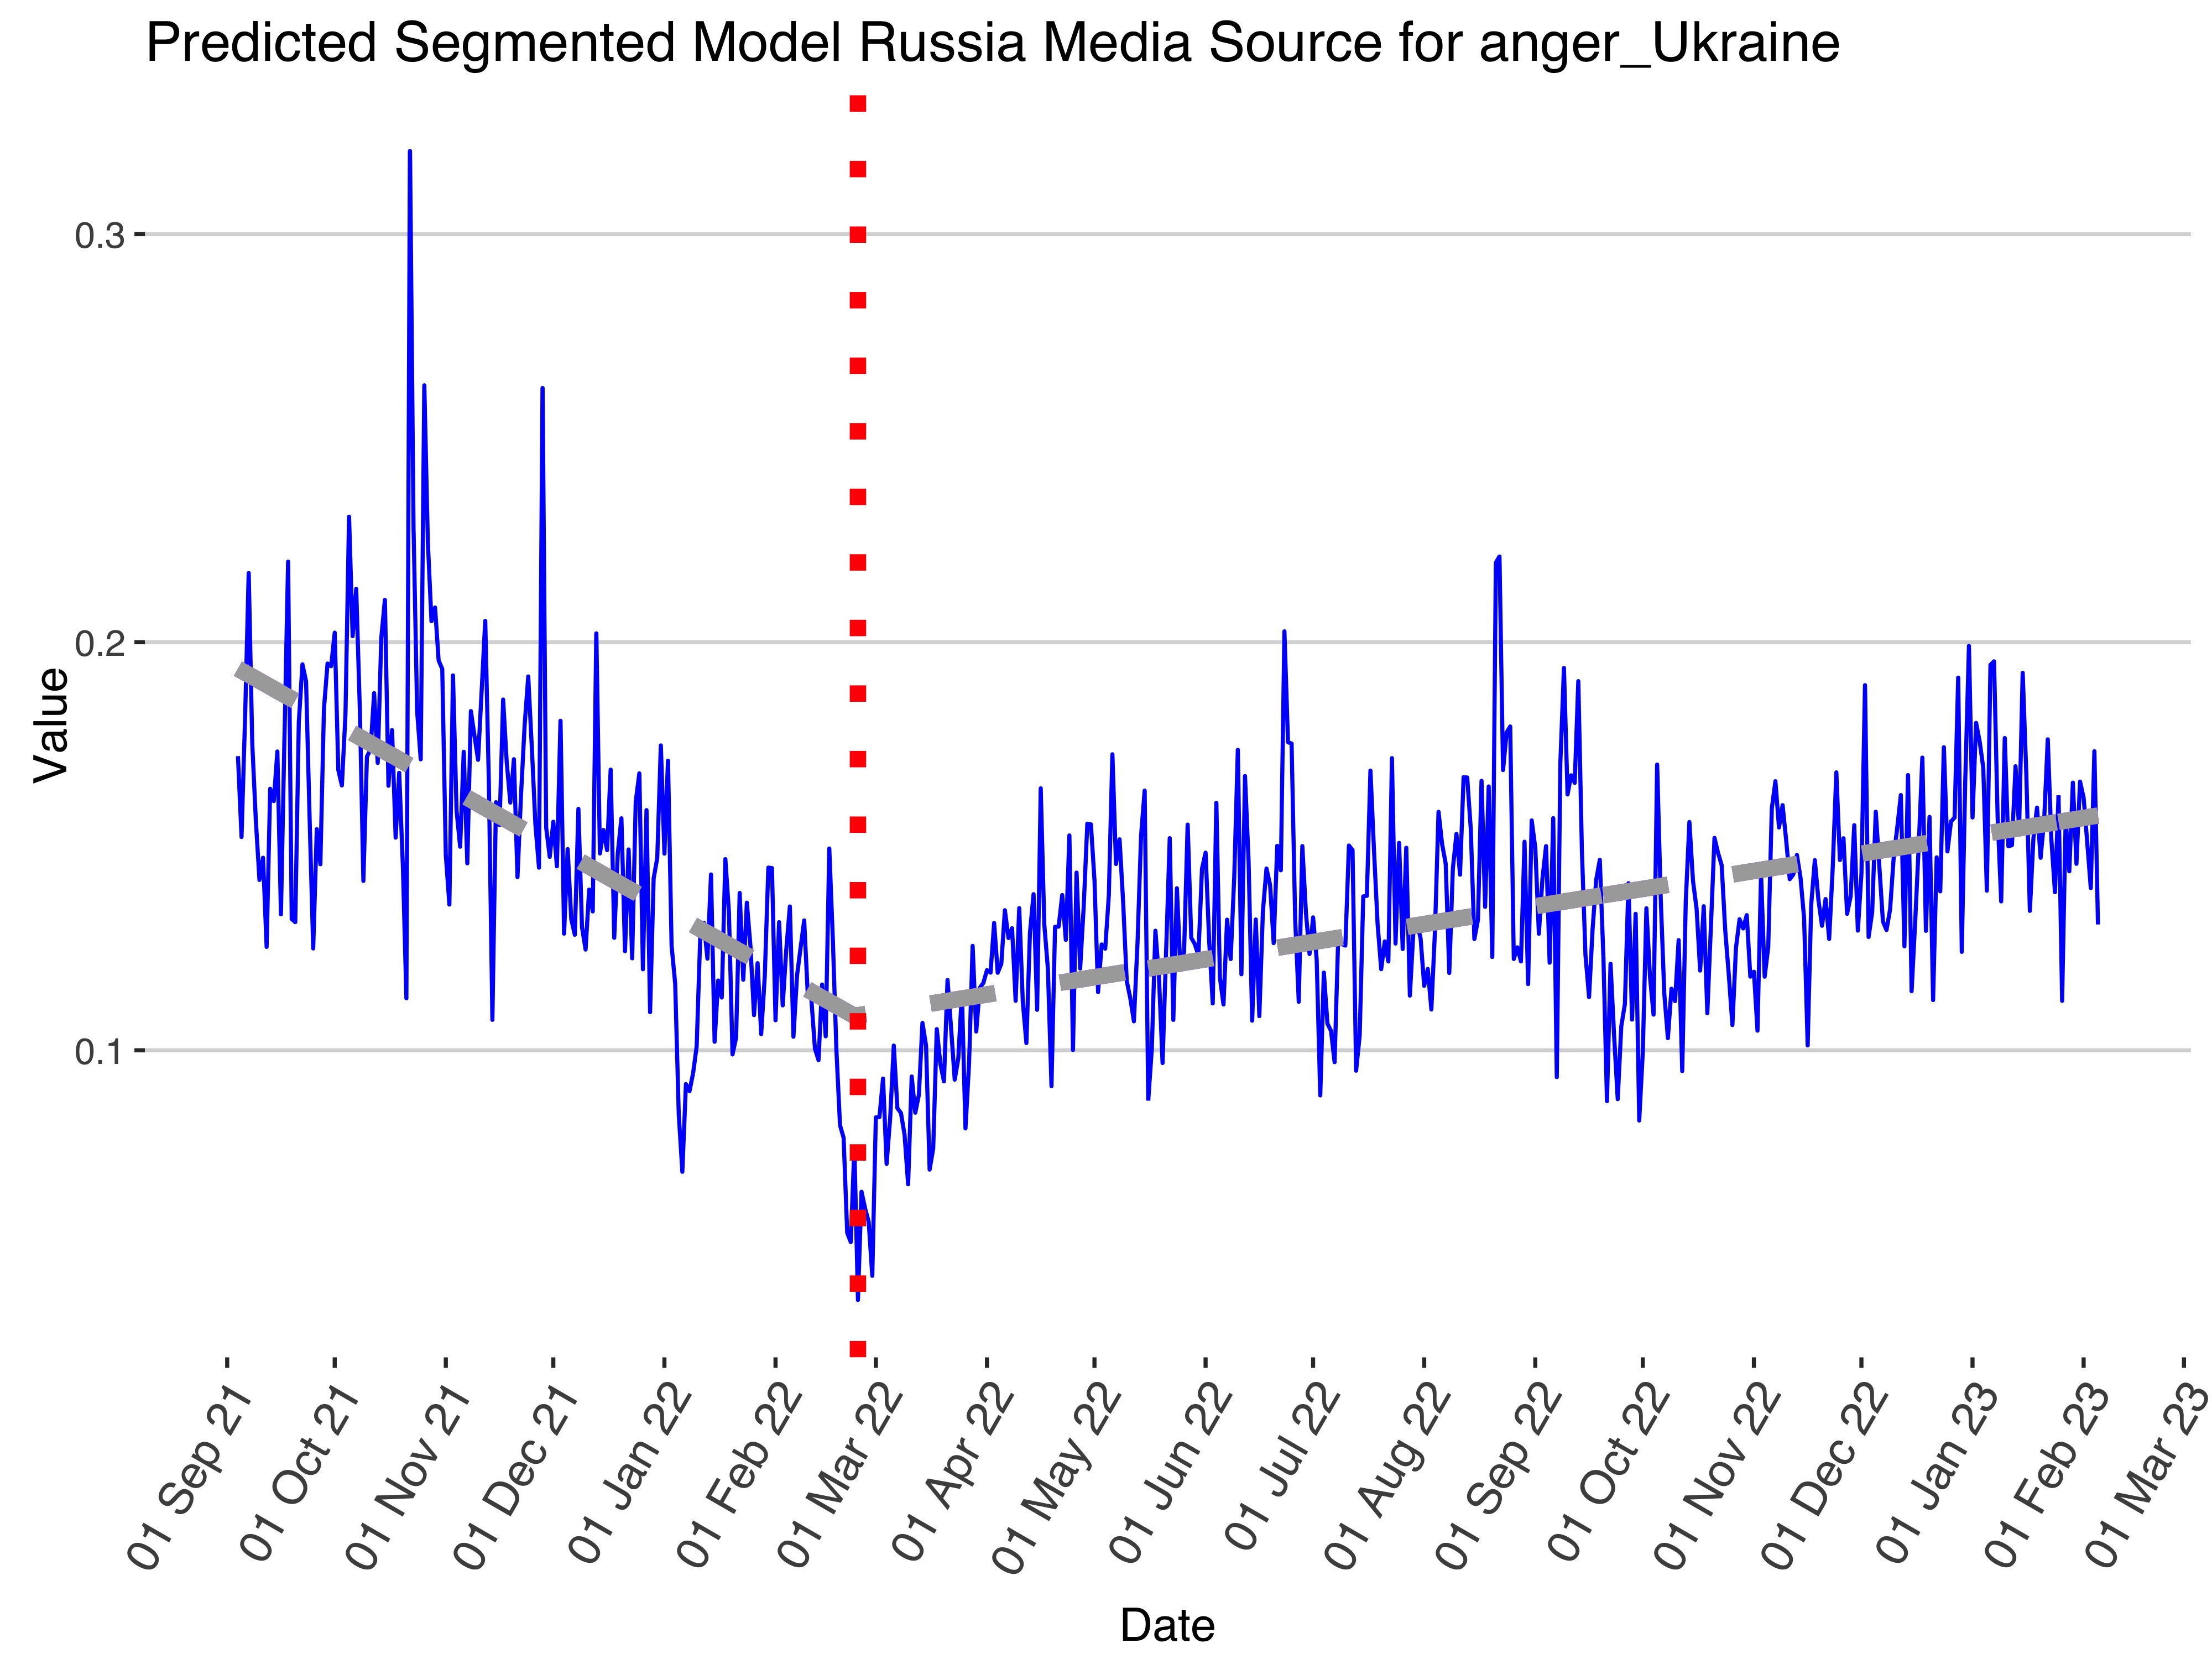 Predicted Segmented Model Russia Media Source for anger_Ukraine
Value
0.3
0.2
0.1
01 Sep 21
01 Oct 21
01 Nov 21
01 Dec 21
01 Jan 22
01 Feb 22
01 Mar 22
01 Apr 22
01 May 22
01 Jun 22
01 Jul 22
01 Aug 22
01 Sep 22
01 Oct 22
01 Nov 22
01 Dec 22
01 Jan 23
01 Feb 23
01 Mar 23
Date